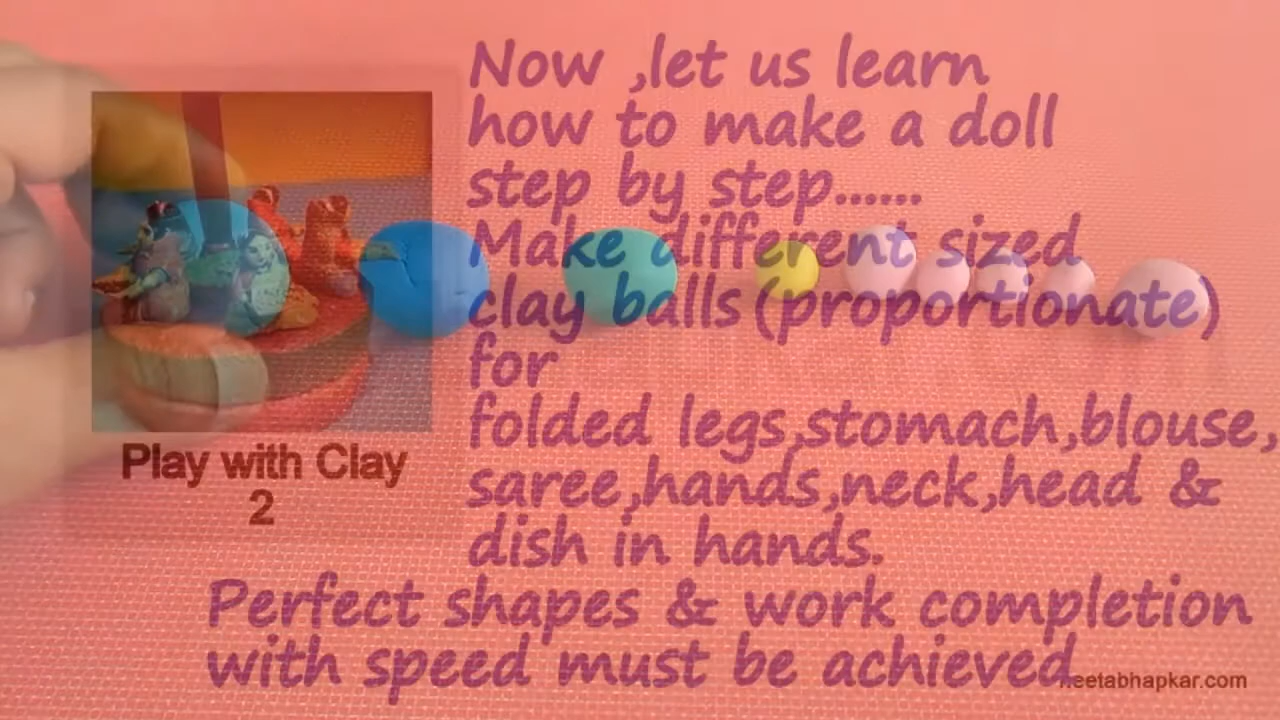 Now ,let us learn
how to make a doll
step by step......
Make different sized
clay balls(proportionate)
for
folded legs,stomach,blouse,
saree,hands,neck,head &
dish in hands.
Perfect shapes & work completion
with speed must be achieved.
Play with Clay
2
neetabhapkar.com